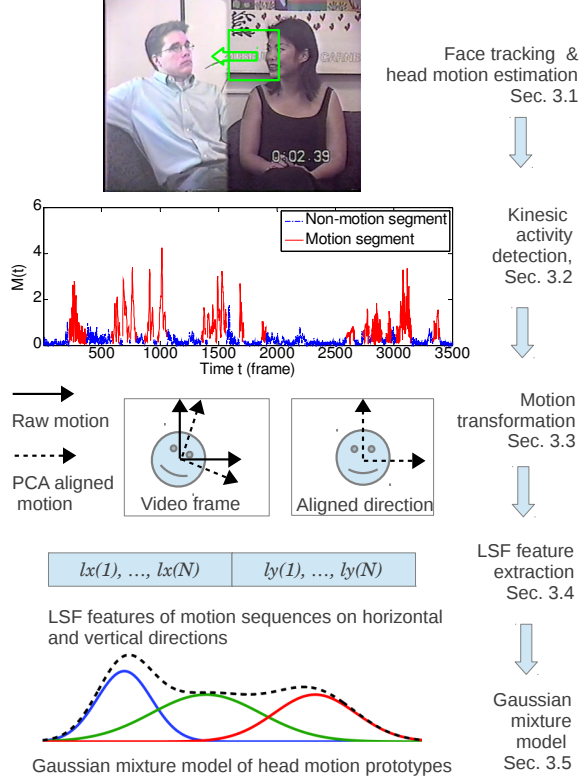 Face tracking &
head motion estimation
Sec. 3.1
0:02.39
Kinesic
activity
detection,
Sec. 3.2
Non-motion segment
Motion segment
M(t)
6
4
2
0
500 1000 1500 2000 2500 3000 3500
Time t (frame)
Raw motion
PCA aligned
motion
Video frame
Aligned direction
Motion
transformation
Sec. 3.3
lx(1), ..., lx(N) ly(1), ..., ly(N)
LSF feature
extraction
Sec. 3.4
LSF features of motion sequences on horizontal
and vertical directions
Gaussian
mixture
model
Sec. 3.5
Gaussian mixture model of head motion prototypes